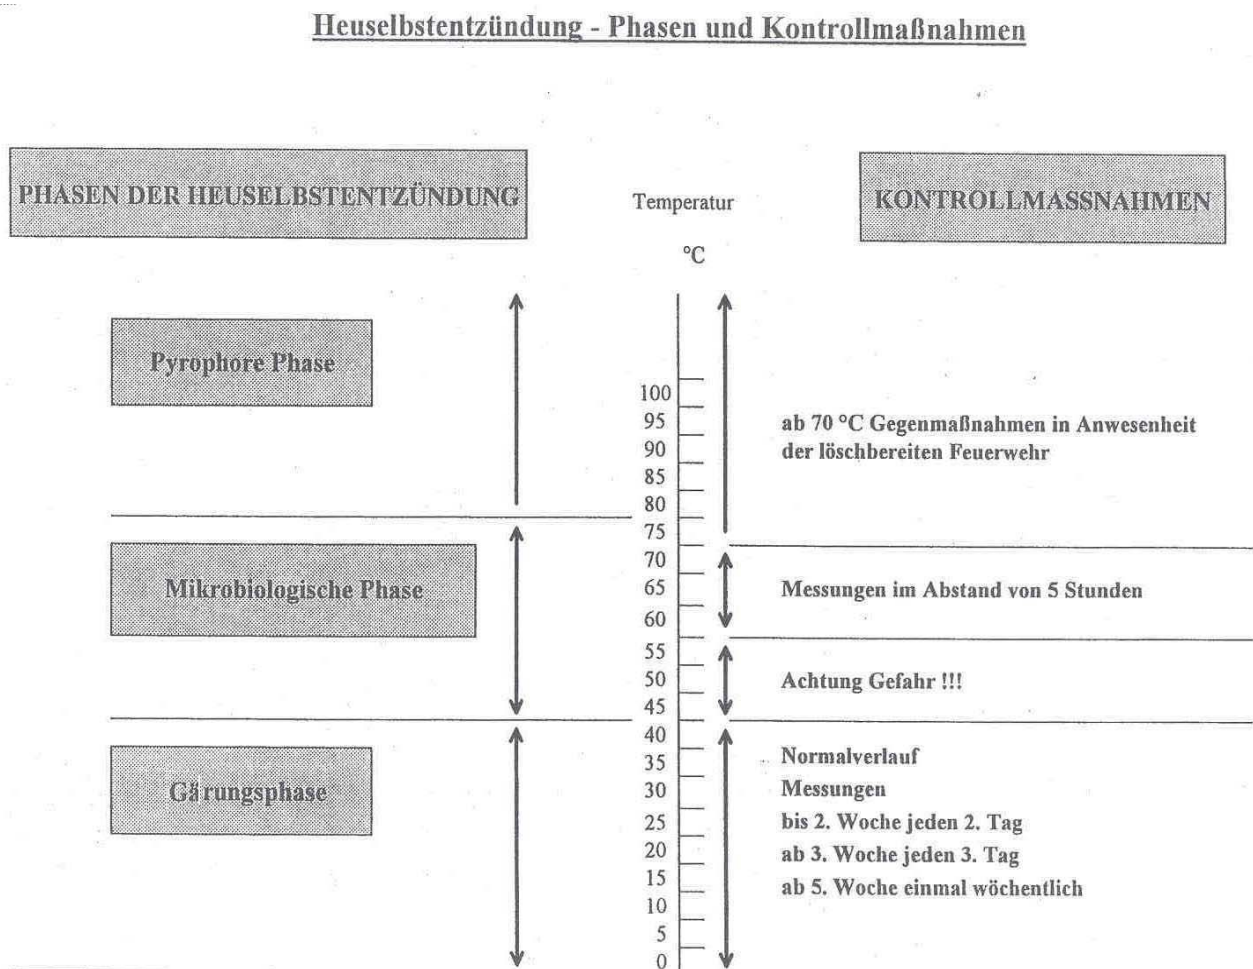 Heuselbstentzündung - Phasen und Kontrollmaßnahmen
PHASEN DER HEUSELBSTENTZÜNDUNG
Temperatur
°C
KONTROLLMASSNAHMEN
Pyrophore Phase
100
95
90
85
80
75
70
65
60
55
50
45
40
35
30
25
20
15
10
5
0
ab 70 °C Gegenmaßnahmen in Anwesenheit
der löschbereiten Feuerwehr
Mikrobiologische Phase
Messungen im Abstand von 5 Stunden
Achtung Gefahr !!!
Gärungsphase
Normalverlauf
Messungen
bis 2. Woche jeden 2. Tag
ab 3. Woche jeden 3. Tag
ab 5. Woche einmal wöchentlich